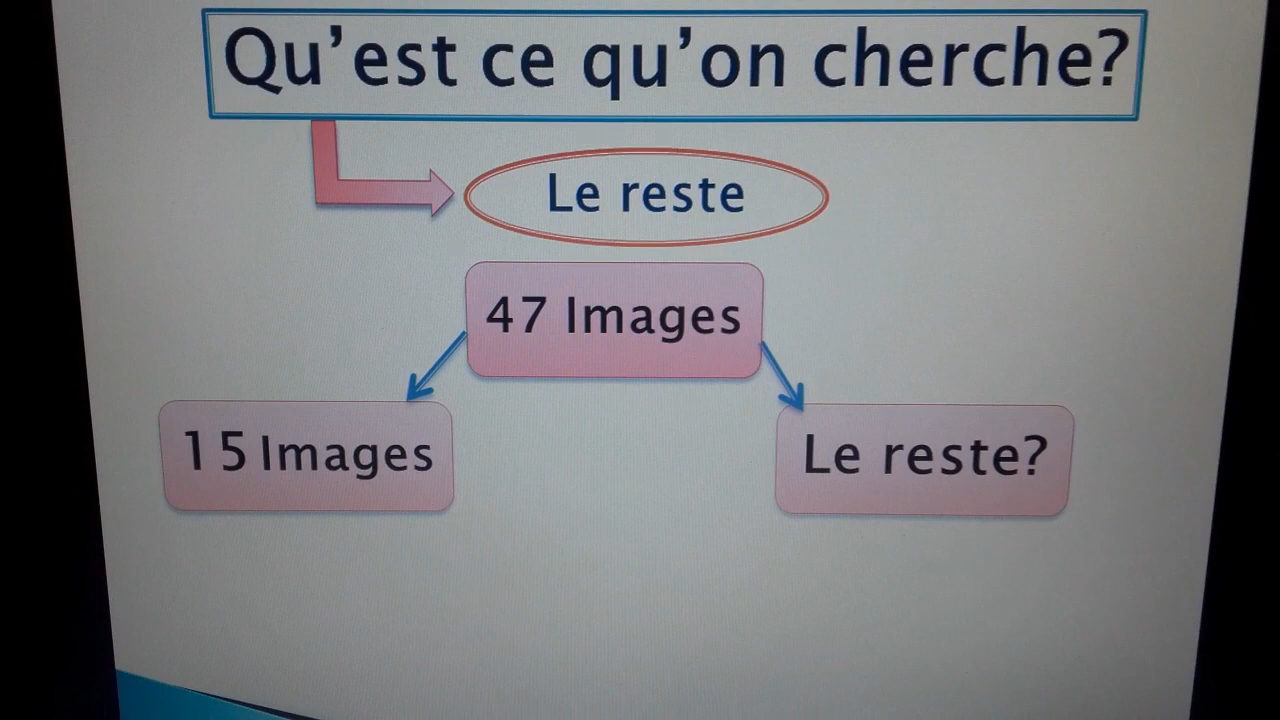 Qu'est ce qu'on cherche?
Le reste
47 Images
15 Images
Le reste?